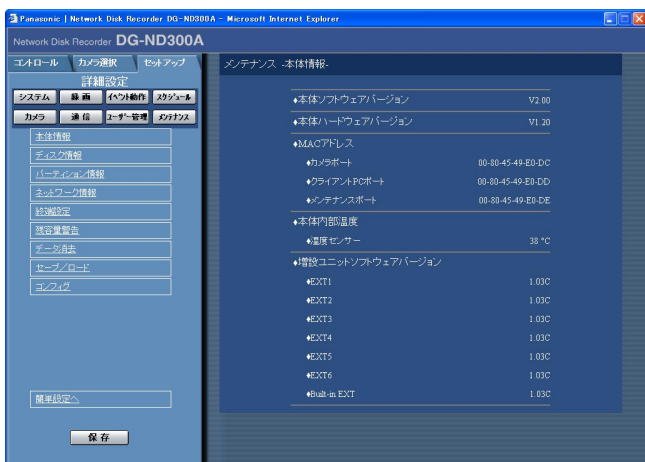 Panasonic | Network Disk Recorder DG-ND300A - Microsoft Internet Explorer
Network Disk Recorder DG-ND300A
コントロール カメラ選択 セットアップ
詳細設定
システム 録画 イベント動作 スケジュール
カメラ 通信 ユーザー管理 メンテナンス
本体情報
ディスク情報
パーティション情報
ネットワーク情報
終端設定
残容量警告
データ消去
セーブ/ロード
コンフィグ
簡単設定へ
保存
メンテナンス -本体情報-
♦本体ソフトウェアバージョン V2.00
♦本体ハードウェアバージョン V1.20
♦MACアドレス
♦カメラポート 00-80-45-49-E0-DC
♦クライアントPCポート 00-80-45-49-E0-DD
♦メンテナンスポート 00-80-45-49-E0-DE
♦本体内部温度
♦温度センサー 38 °C
♦増設ユニットソフトウェアバージョン
♦EXT1 1.03C
♦EXT2 1.03C
♦EXT3 1.03C
♦EXT4 1.03C
♦EXT5 1.03C
♦EXT6 1.03C
♦Built-in EXT 1.03C